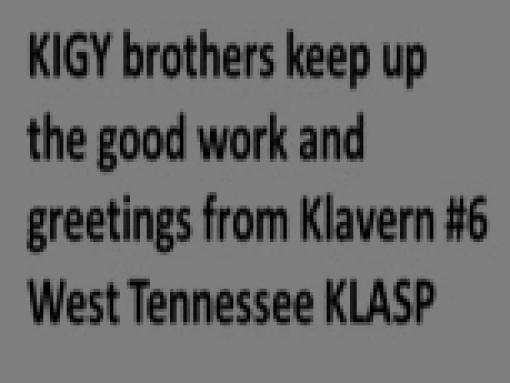 KIGY brothers keep up
the good work and
greetings from Klavern #6
West Tennessee KLASP